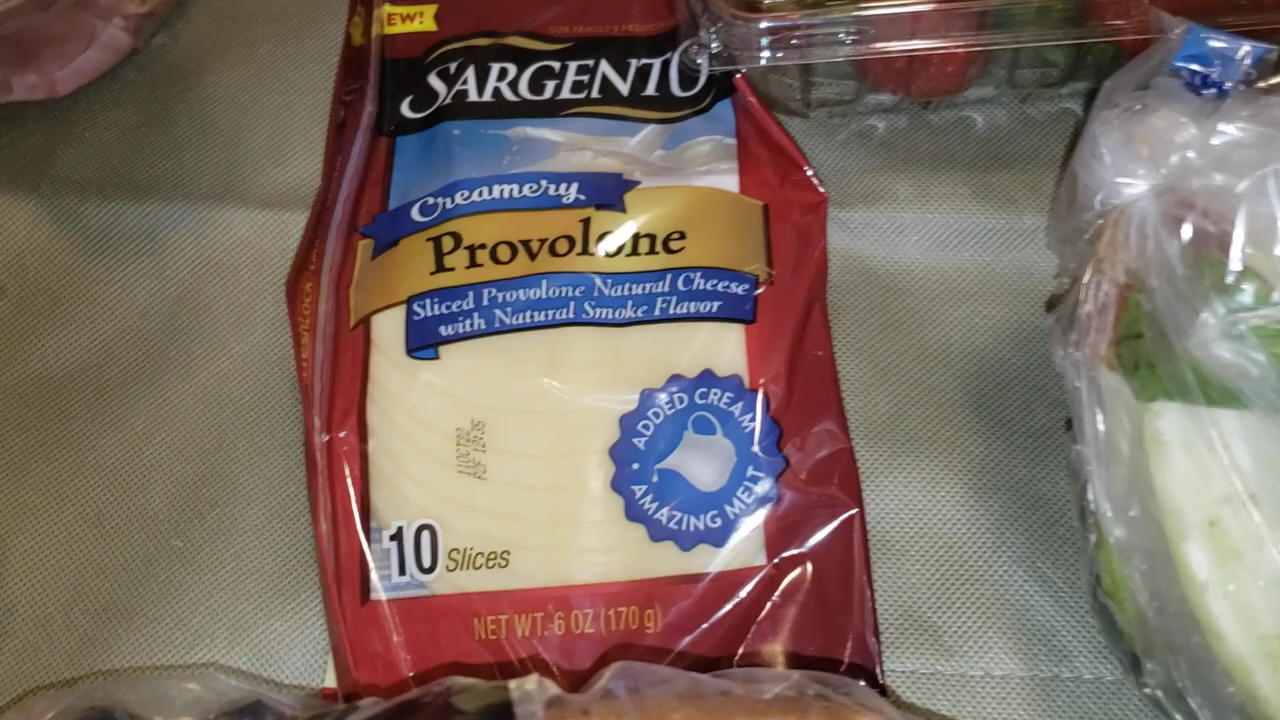 EW!
SARGENTO
Creamery
Provolone
Sliced Provolone Natural Cheese
with Natural Smoke Flavor
ADDED CREAM
AMAZING MELT
10 Slices
NET WT. 6 OZ (170 g)